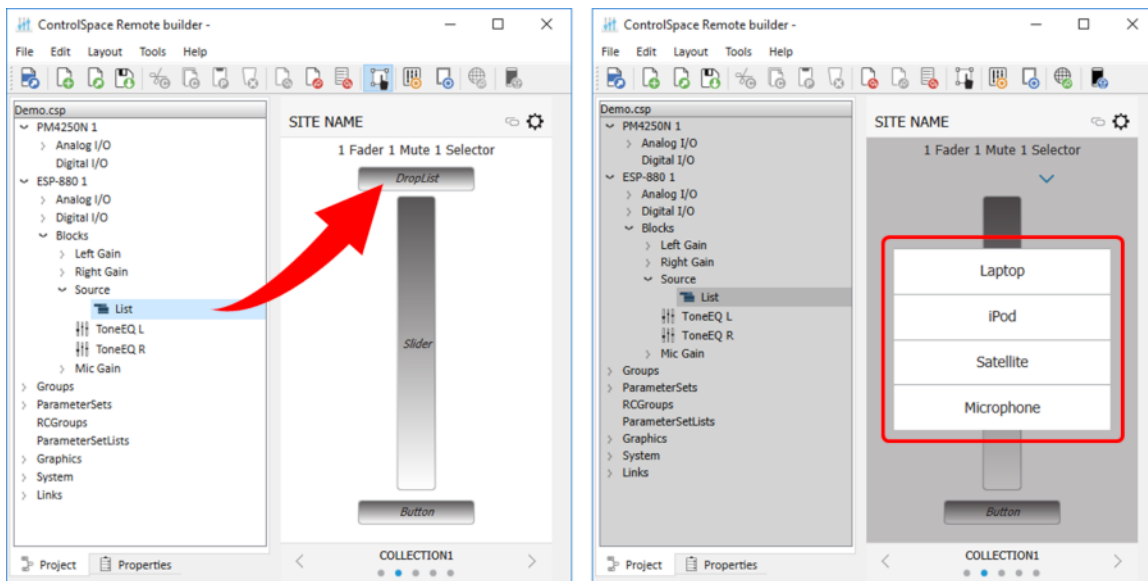 ControlSpace Remote builder -
File Edit Layout Tools Help
Demo.csp
PM4250N 1
Analog I/O
Digital I/O
ESP-880 1
Analog I/O
Digital I/O
Blocks
Left Gain
Right Gain
Source
List
ToneEQ L
ToneEQ R
Mic Gain
Groups
ParameterSets
RCGroups
ParameterSetLists
Graphics
System
Links
Project Properties
SITE NAME
1 Fader 1 Mute 1 Selector
DropList
Slider
Button
COLLECTION1
ControlSpace Remote builder -
File Edit Layout Tools Help
Demo.csp
PM4250N 1
Analog I/O
Digital I/O
ESP-880 1
Analog I/O
Digital I/O
Blocks
Left Gain
Right Gain
Source
List
ToneEQ L
ToneEQ R
Mic Gain
Groups
ParameterSets
RCGroups
ParameterSetLists
Graphics
System
Links
Project Properties
SITE NAME
1 Fader 1 Mute 1 Selector
Laptop
iPod
Satellite
Microphone
Button
COLLECTION1